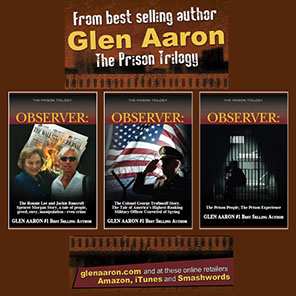 From best selling author
Glen Aaron
The Prison Trilogy
THE PRISON TRILOGY
OBSERVER:
The Ronnie Lee and Jackie Bancroft
Spencer Morgan Story, a tale of people,
greed, envy, manipulation - even crime
GLEN AARON #1 BEST SELLING AUTHOR
THE PRISON TRILOGY
OBSERVER:
The Colonel George Trofimoff Story,
The Tale of America's Highest-Ranking
Military Officer Convicted of Spying
GLEN AARON #1 BEST SELLING AUTHOR
THE PRISON TRILOGY
OBSERVER:
The Prison People, The Prison Experience
GLEN AARON #1 BEST SELLING AUTHOR
glenaaron.com and at these online retailers
Amazon, iTunes and Smashwords